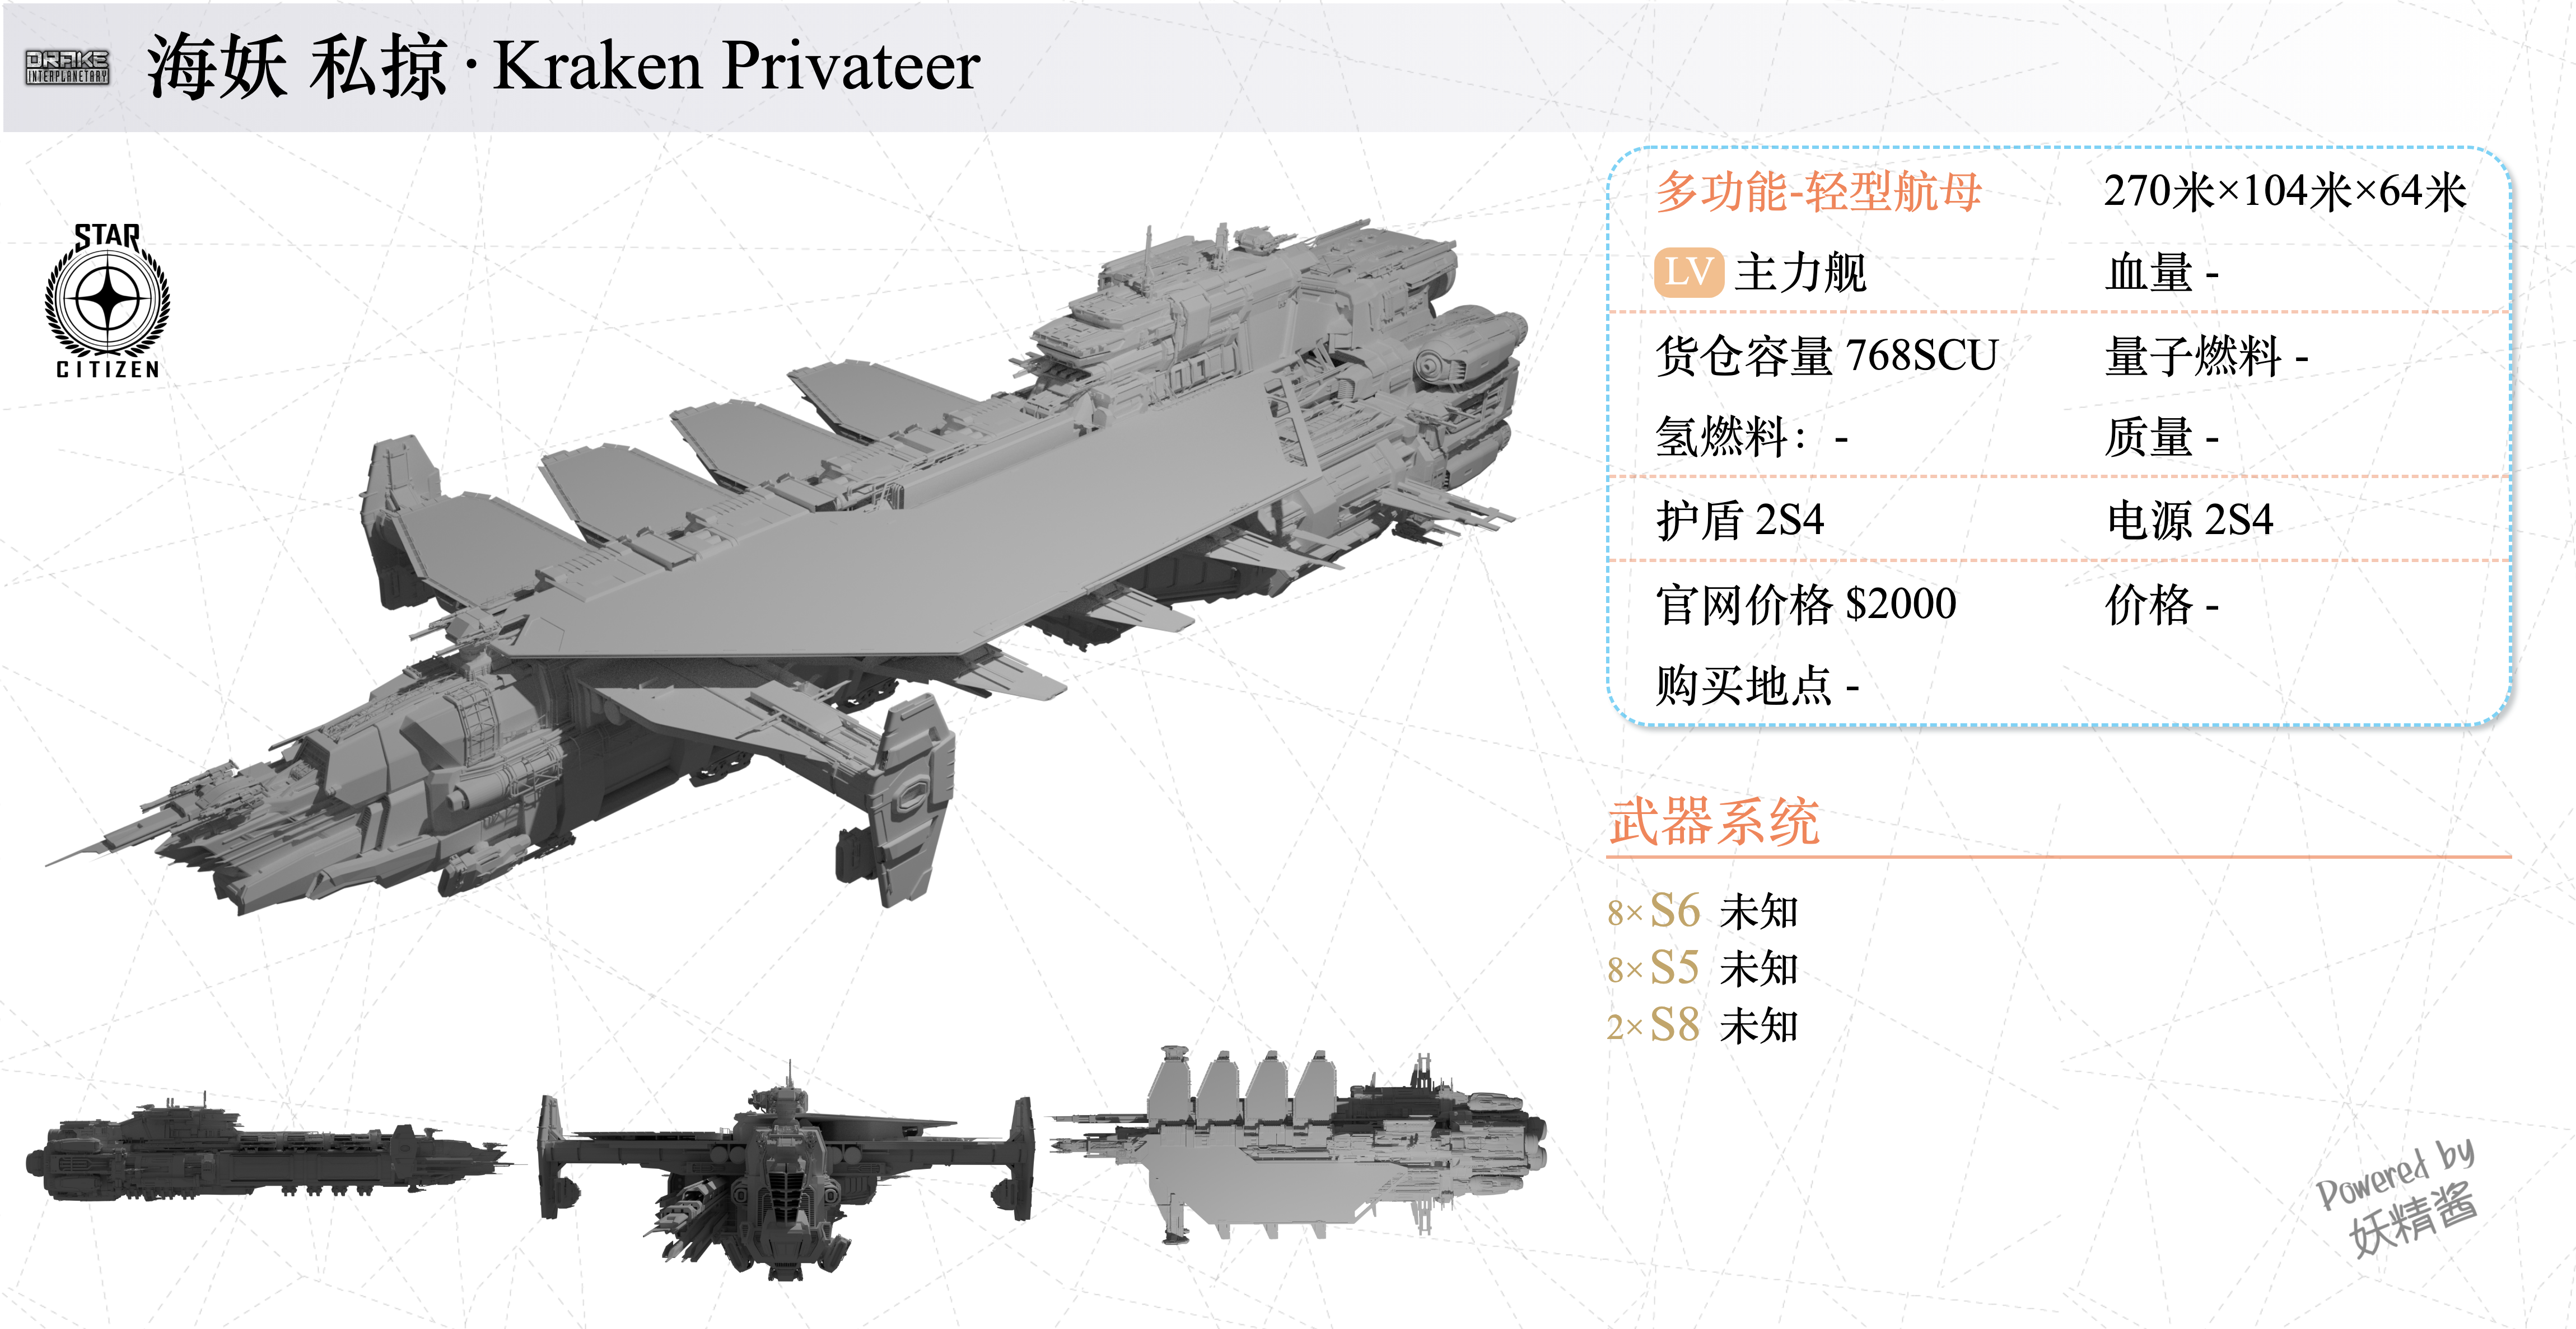 DRAKE
INTERPLANETARY
海妖 私掠·Kraken Privateer
STAR
CITIZEN
多功能-轻型航母
270米×104米×64米
LV 主力舰
血量 -
货仓容量 768SCU
量子燃料 -
氢燃料：-
质量 -
护盾 2S4
电源 2S4
官网价格 $2000
价格 -
购买地点 -
武器系统
8× S6 未知
8× S5 未知
2× S8 未知
Powered by
妖精酱